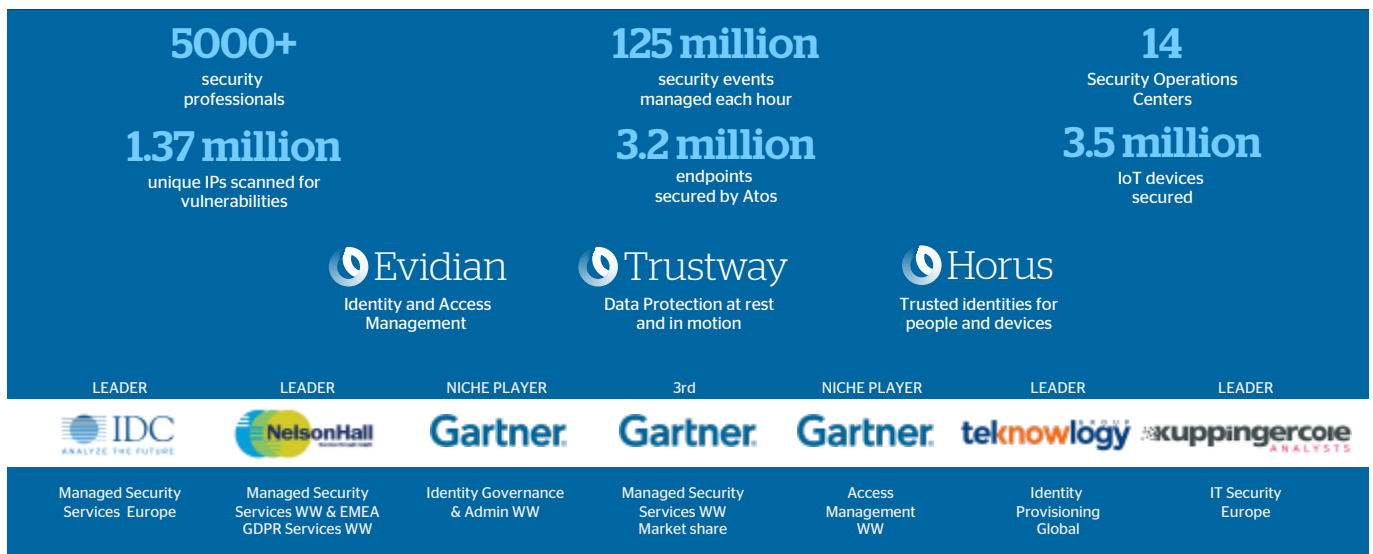 5000+
security
professionals
125 million
security events
managed each hour
14
Security Operations
Centers
1.37 million
unique IPs scanned for
vulnerabilities
3.2 million
endpoints
secured by Atos
3.5 million
IoT devices
secured
Evidian
Identity and Access
Management
Trustway
Data Protection at rest
and in motion
Horus
Trusted identities for
people and devices
LEADER
IDC
ANALYZE THE FUTURE
Managed Security
Services Europe
LEADER
NelsonHall
Managed Security
Services WW & EMEA
GDPR Services WW
NICHE PLAYER
Gartner.
Identity Governance
& Admin WW
3rd
Gartner.
Managed Security
Services WW
Market share
NICHE PLAYER
Gartner.
Access
Management
WW
LEADER
GROUP
teknowlogy
Identity
Provisioning
Global
LEADER
kuppingercole
ANALYSTS
IT Security
Europe